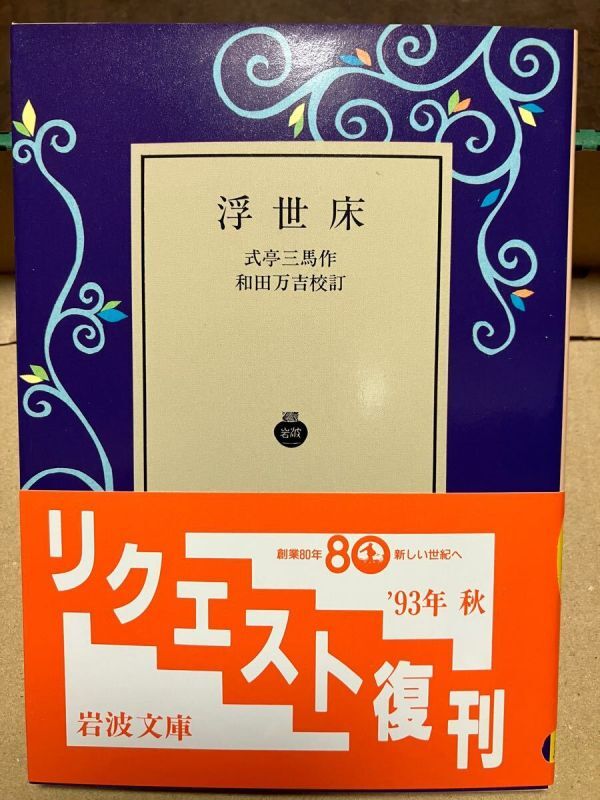 浮世床
式亭三馬作
和田万吉校訂
岩波
創業80年 80 新しい世紀へ
'93年 秋
リクエスト復刊
岩波文庫